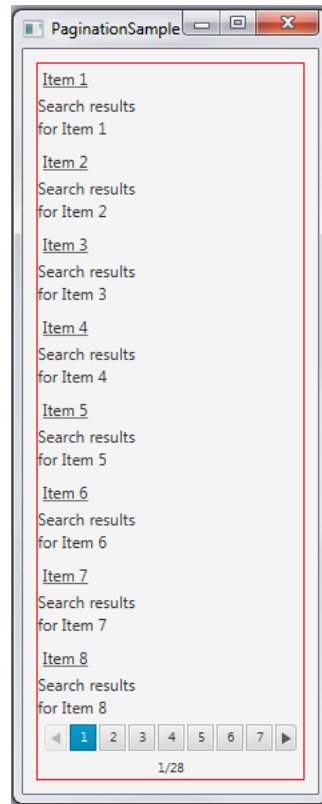 PaginationSample
Item 1
Search results
for Item 1
Item 2
Search results
for Item 2
Item 3
Search results
for Item 3
Item 4
Search results
for Item 4
Item 5
Search results
for Item 5
Item 6
Search results
for Item 6
Item 7
Search results
for Item 7
Item 8
Search results
for Item 8
1 2 3 4 5 6 7
1/28